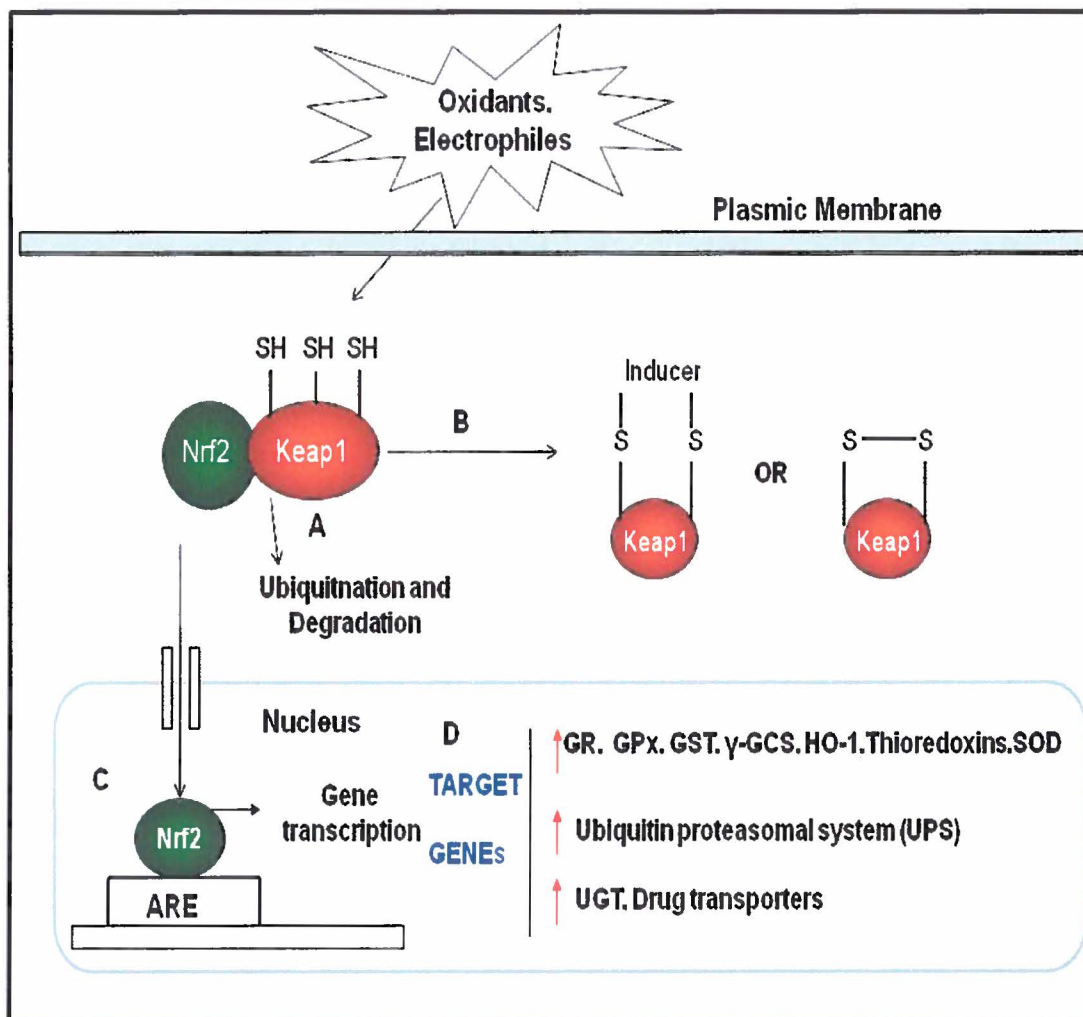 Oxidants.
Electrophiles
Plasmic Membrane
SH SH SH
Nrf2
Keap1
A
Ubiquitnation and
Degradation
B
Inducer
S S
Keap1
OR
S S
Keap1
Nucleus
C
Nrf2
ARE
Gene
transcription
D
TARGET
GENEs
GR. GPx. GST. γ-GCS. HO-1. Thioredoxins. SOD
Ubiquitin proteasomal system (UPS)
UGT. Drug transporters